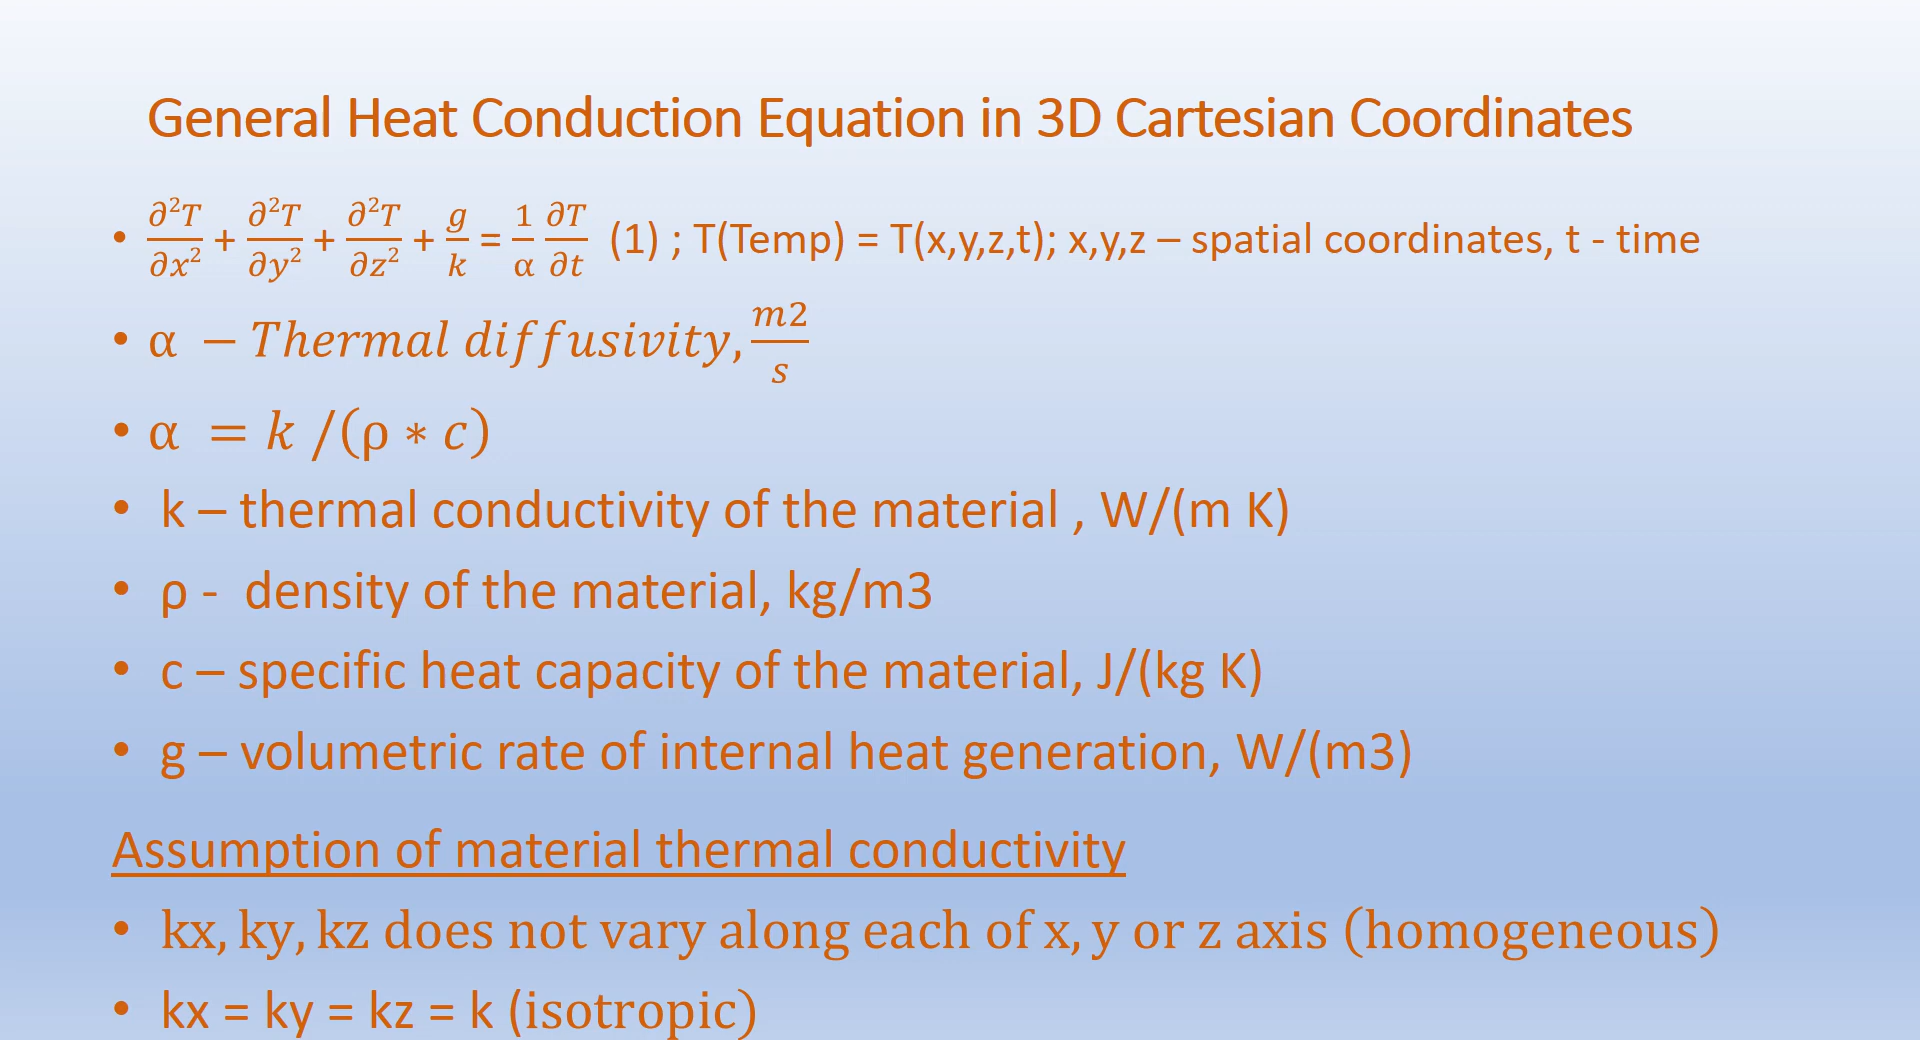 General Heat Conduction Equation in 3D Cartesian Coordinates
• ∂²T/∂x² + ∂²T/∂y² + ∂²T/∂z² + g/k = 1/α ∂T/∂t (1) ; T(Temp) = T(x,y,z,t); x,y,z – spatial coordinates, t - time
• α − Thermal diffusivity, m2/s
• α = k /(ρ ∗ c)
• k – thermal conductivity of the material , W/(m K)
• ρ - density of the material, kg/m3
• c – specific heat capacity of the material, J/(kg K)
• g – volumetric rate of internal heat generation, W/(m3)
Assumption of material thermal conductivity
• kx, ky, kz does not vary along each of x, y or z axis (homogeneous)
• kx = ky = kz = k (isotropic)